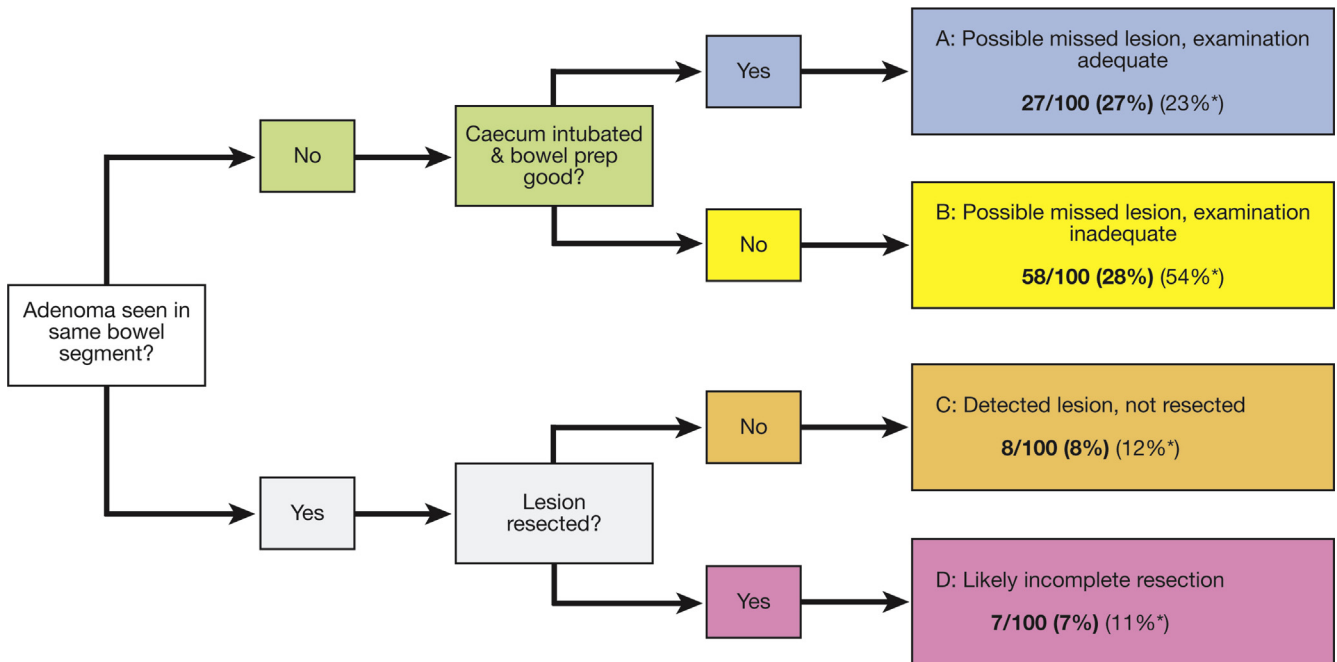 Adenoma seen in
same bowel
segment?
No
Caecum intubated
& bowel prep
good?
Yes
A: Possible missed lesion, examination
adequate
27/100 (27%) (23%*)
No
B: Possible missed lesion, examination
inadequate
58/100 (28%) (54%*)
Yes
Lesion
resected?
No
C: Detected lesion, not resected
8/100 (8%) (12%*)
Yes
D: Likely incomplete resection
7/100 (7%) (11%*)